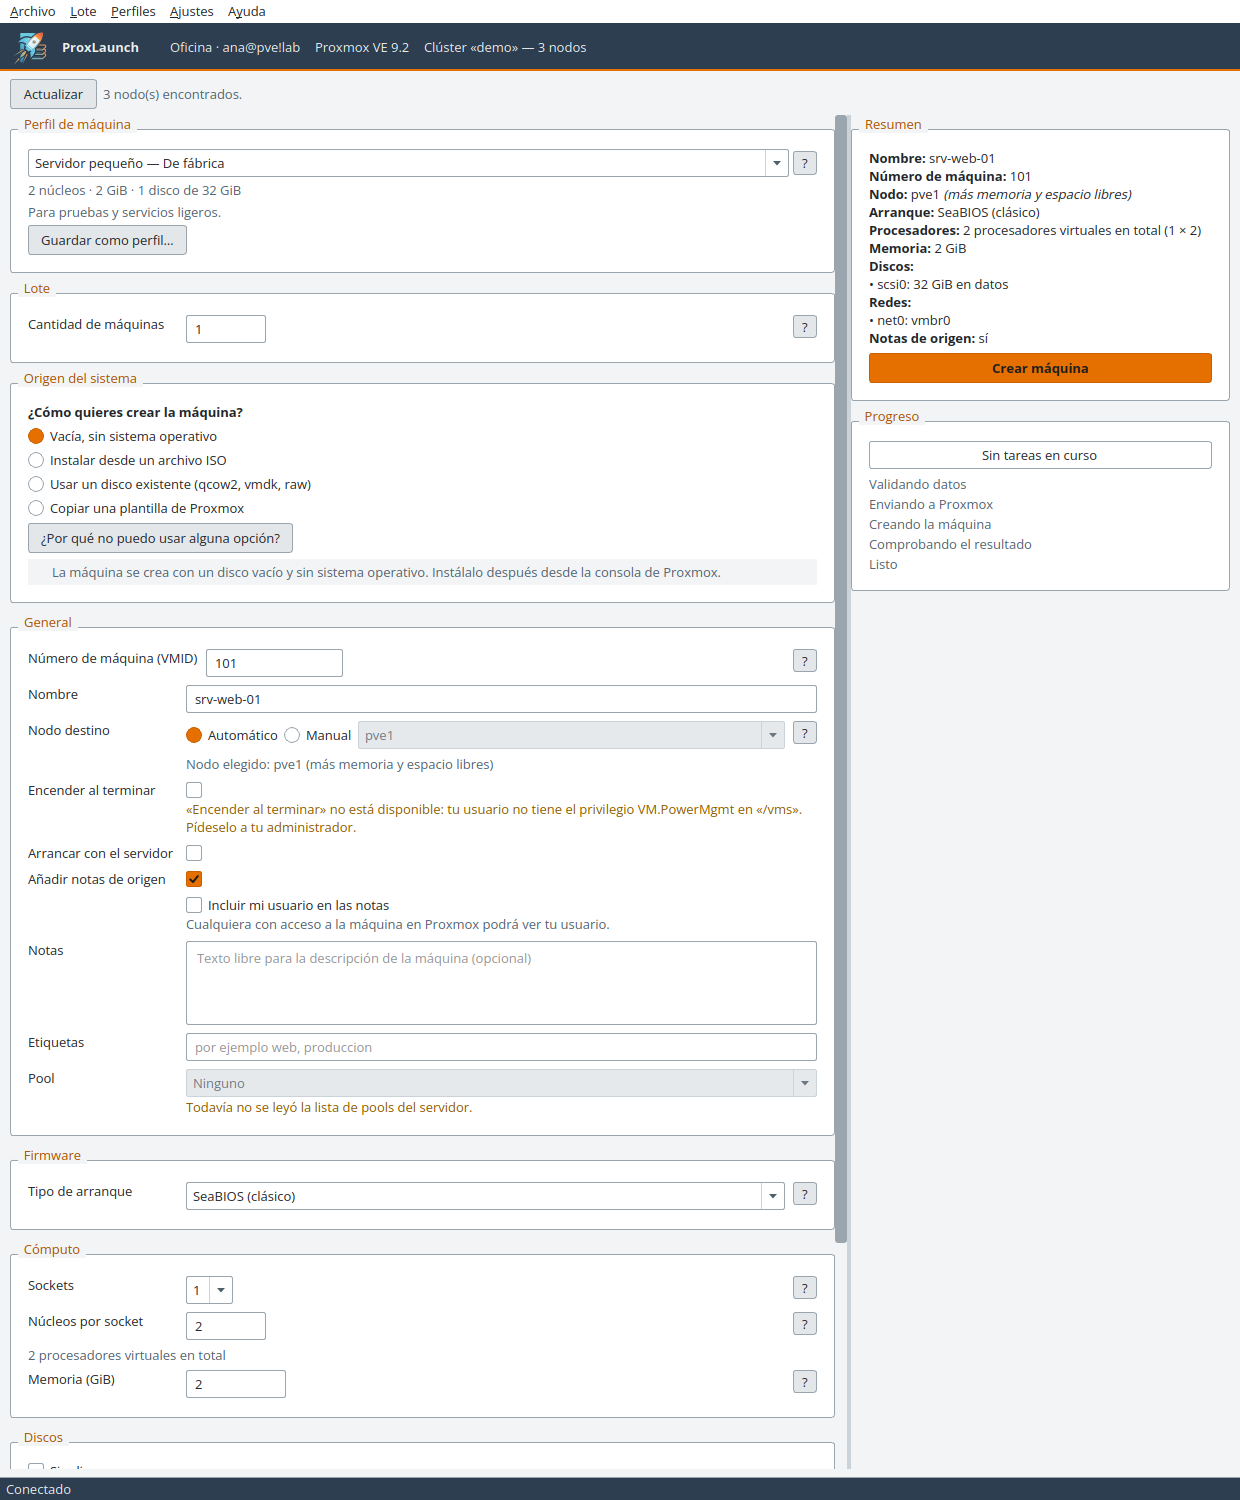 Archivo Lote Perfiles Ajustes Ayuda
ProxLaunch Oficina · ana@pve!lab Proxmox VE 9.2 Clúster «demo» — 3 nodos
Actualizar 3 nodo(s) encontrados.
Perfil de máquina
Servidor pequeño — De fábrica ?
2 núcleos · 2 GiB · 1 disco de 32 GiB
Para pruebas y servicios ligeros.
Guardar como perfil...
Lote
Cantidad de máquinas 1 ?
Origen del sistema
¿Cómo quieres crear la máquina?
Vacía, sin sistema operativo
Instalar desde un archivo ISO
Usar un disco existente (qcow2, vmdk, raw)
Copiar una plantilla de Proxmox
¿Por qué no puedo usar alguna opción?
La máquina se crea con un disco vacío y sin sistema operativo. Instálalo después desde la consola de Proxmox.
General
Número de máquina (VMID) 101 ?
Nombre srv-web-01
Nodo destino Automático Manual pve1 ?
Nodo elegido: pve1 (más memoria y espacio libres)
Encender al terminar
«Encender al terminar» no está disponible: tu usuario no tiene el privilegio VM.PowerMgmt en «/vms».
Pídeselo a tu administrador.
Arrancar con el servidor
Añadir notas de origen
Incluir mi usuario en las notas
Cualquiera con acceso a la máquina en Proxmox podrá ver tu usuario.
Notas Texto libre para la descripción de la máquina (opcional)
Etiquetas por ejemplo web, produccion
Pool Ninguno
Todavía no se leyó la lista de pools del servidor.
Firmware
Tipo de arranque SeaBIOS (clásico) ?
Cómputo
Sockets 1 ?
Núcleos por socket 2 ?
2 procesadores virtuales en total
Memoria (GiB) 2 ?
Discos
Resumen
Nombre: srv-web-01
Número de máquina: 101
Nodo: pve1 (más memoria y espacio libres)
Arranque: SeaBIOS (clásico)
Procesadores: 2 procesadores virtuales en total (1 × 2)
Memoria: 2 GiB
Discos:
• scsi0: 32 GiB en datos
Redes:
• net0: vmbr0
Notas de origen: sí
Crear máquina
Progreso
Sin tareas en curso
Validando datos
Enviando a Proxmox
Creando la máquina
Comprobando el resultado
Listo
Conectado